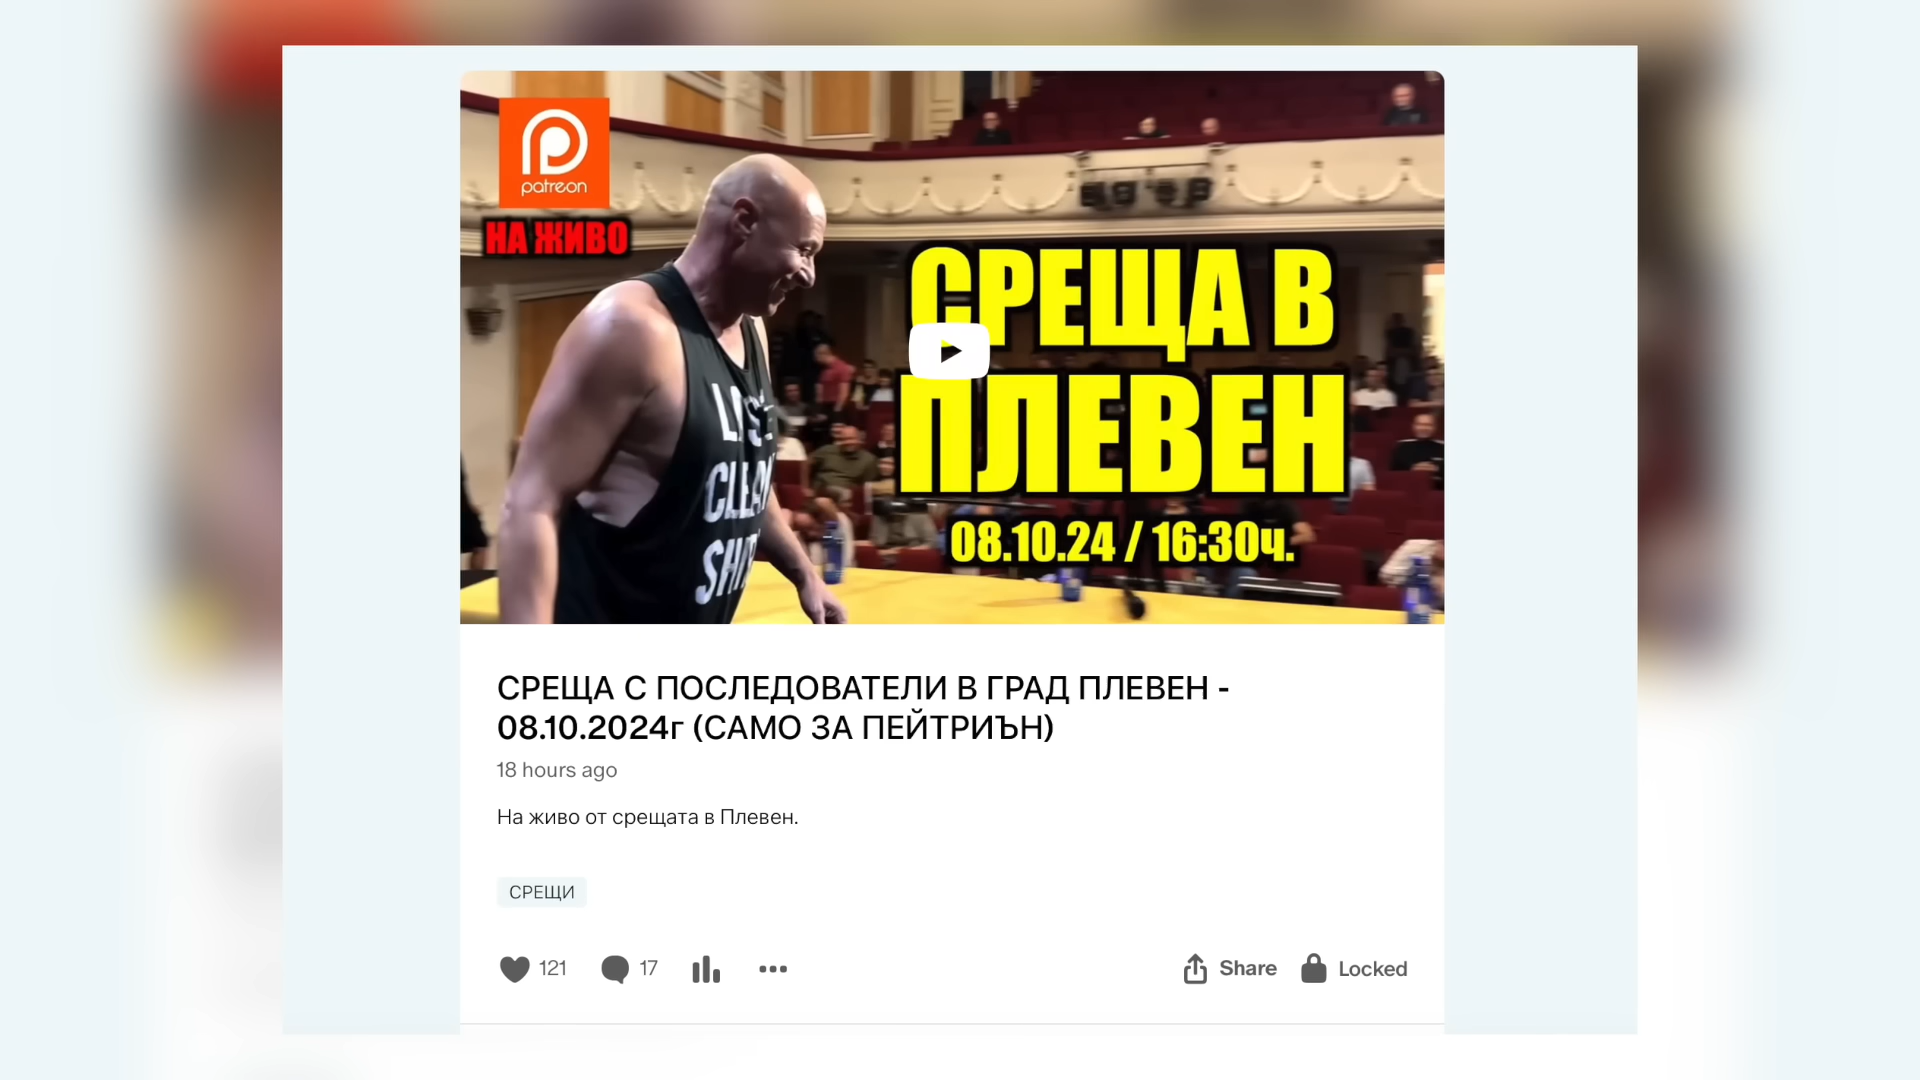 patreon
НА ЖИВО
СРЕЩА В
ПЛЕВЕН
08.10.24 / 16:30ч.
СРЕЩА С ПОСЛЕДОВАТЕЛИ В ГРАД ПЛЕВЕН -
08.10.2024г (САМО ЗА ПЕЙТРИЪН)
18 hours ago
На живо от срещата в Плевен.
СРЕЩИ
121
17
Share
Locked